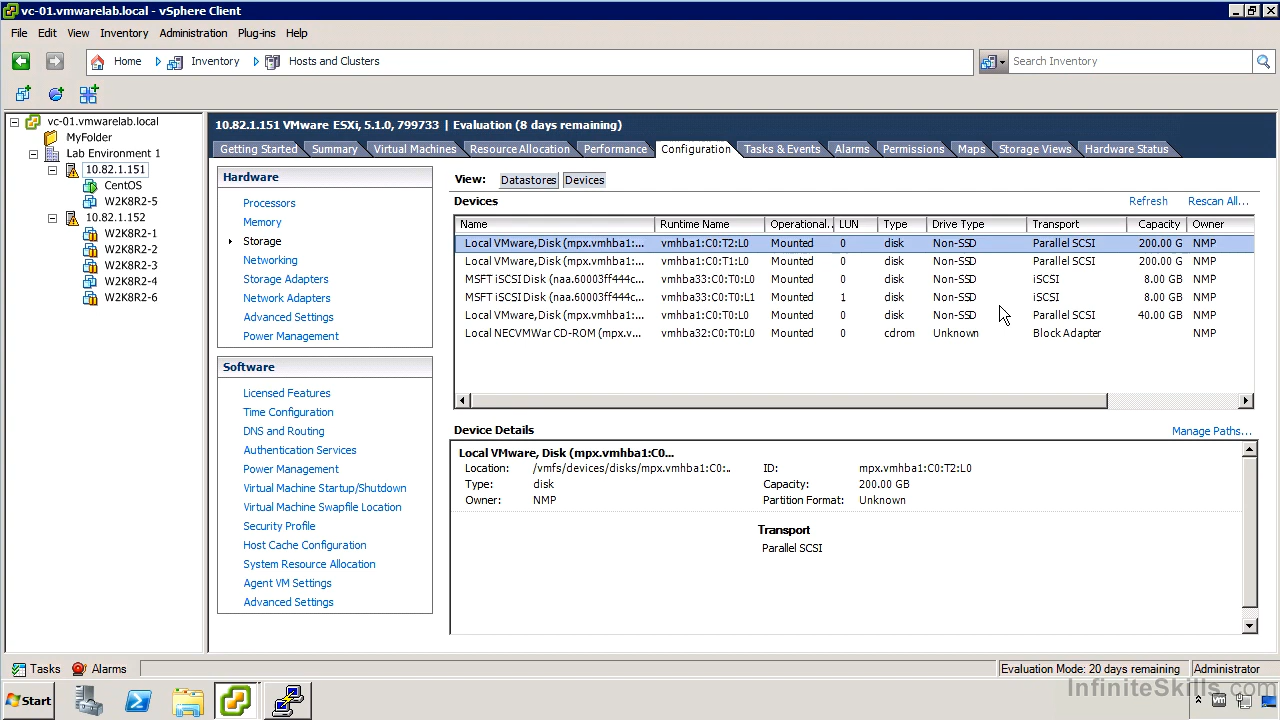 vc-01.vmwarelab.local - vSphere Client
File Edit View Inventory Administration Plug-ins Help
Home Inventory Hosts and Clusters Search Inventory
vc-01.vmwarelab.local
MyFolder
Lab Environment 1
10.82.1.151
CentOS
W2K8R2-5
10.82.1.152
W2K8R2-1
W2K8R2-2
W2K8R2-3
W2K8R2-4
W2K8R2-6
10.82.1.151 VMware ESXi, 5.1.0, 799733 | Evaluation (8 days remaining)
Getting Started Summary Virtual Machines Resource Allocation Performance Configuration Tasks & Events Alarms Permissions Maps Storage Views Hardware Status
Hardware
Processors
Memory
Storage
Networking
Storage Adapters
Network Adapters
Advanced Settings
Power Management
Software
Licensed Features
Time Configuration
DNS and Routing
Authentication Services
Power Management
Virtual Machine Startup/Shutdown
Virtual Machine Swapfile Location
Security Profile
Host Cache Configuration
System Resource Allocation
Agent VM Settings
Advanced Settings
View: Datastores Devices
Devices Refresh Rescan All...
Name Runtime Name Operational.. LUN Type Drive Type Transport Capacity Owner
Local VMware,Disk (mpx.vmhba1:... vmhba1:C0:T2:L0 Mounted 0 disk Non-SSD Parallel SCSI 200.00 G NMP
Local VMware,Disk (mpx.vmhba1:... vmhba1:C0:T1:L0 Mounted 0 disk Non-SSD Parallel SCSI 200.00 G NMP
MSFT iSCSI Disk (naa.60003ff444c... vmhba33:C0:T0:L0 Mounted 0 disk Non-SSD iSCSI 8.00 GB NMP
MSFT iSCSI Disk (naa.60003ff444c... vmhba33:C0:T0:L1 Mounted 1 disk Non-SSD iSCSI 8.00 GB NMP
Local VMware,Disk (mpx.vmhba1:... vmhba1:C0:T0:L0 Mounted 0 disk Non-SSD Parallel SCSI 40.00 GB NMP
Local NECVMWar CD-ROM (mpx.v... vmhba32:C0:T0:L0 Mounted 0 cdrom Unknown Block Adapter NMP
Device Details Manage Paths...
Local VMware, Disk (mpx.vmhba1:C0...
Location: /vmfs/devices/disks/mpx.vmhba1:C0:.. ID: mpx.vmhba1:C0:T2:L0
Type: disk Capacity: 200.00 GB
Owner: NMP Partition Format: Unknown
Transport
Parallel SCSI
Tasks Alarms Evaluation Mode: 20 days remaining Administrator
InfiniteSkills.com
Start